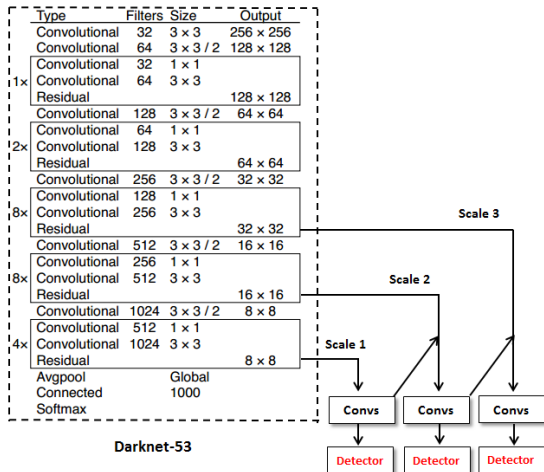 Type Filters Size Output
Convolutional 32 3 × 3 256 × 256
Convolutional 64 3 × 3 / 2 128 × 128
Convolutional 32 1 × 1
1× Convolutional 64 3 × 3
Residual 128 × 128
Convolutional 128 3 × 3 / 2 64 × 64
Convolutional 64 1 × 1
2× Convolutional 128 3 × 3
Residual 64 × 64
Convolutional 256 3 × 3 / 2 32 × 32
Convolutional 128 1 × 1
8× Convolutional 256 3 × 3
Residual 32 × 32
Convolutional 512 3 × 3 / 2 16 × 16
Convolutional 256 1 × 1
8× Convolutional 512 3 × 3
Residual 16 × 16
Convolutional 1024 3 × 3 / 2 8 × 8
Convolutional 512 1 × 1
4× Convolutional 1024 3 × 3
Residual 8 × 8
Avgpool Global
Connected 1000
Softmax
Darknet-53
Scale 3
Scale 2
Scale 1
Convs Convs Convs
Detector Detector Detector